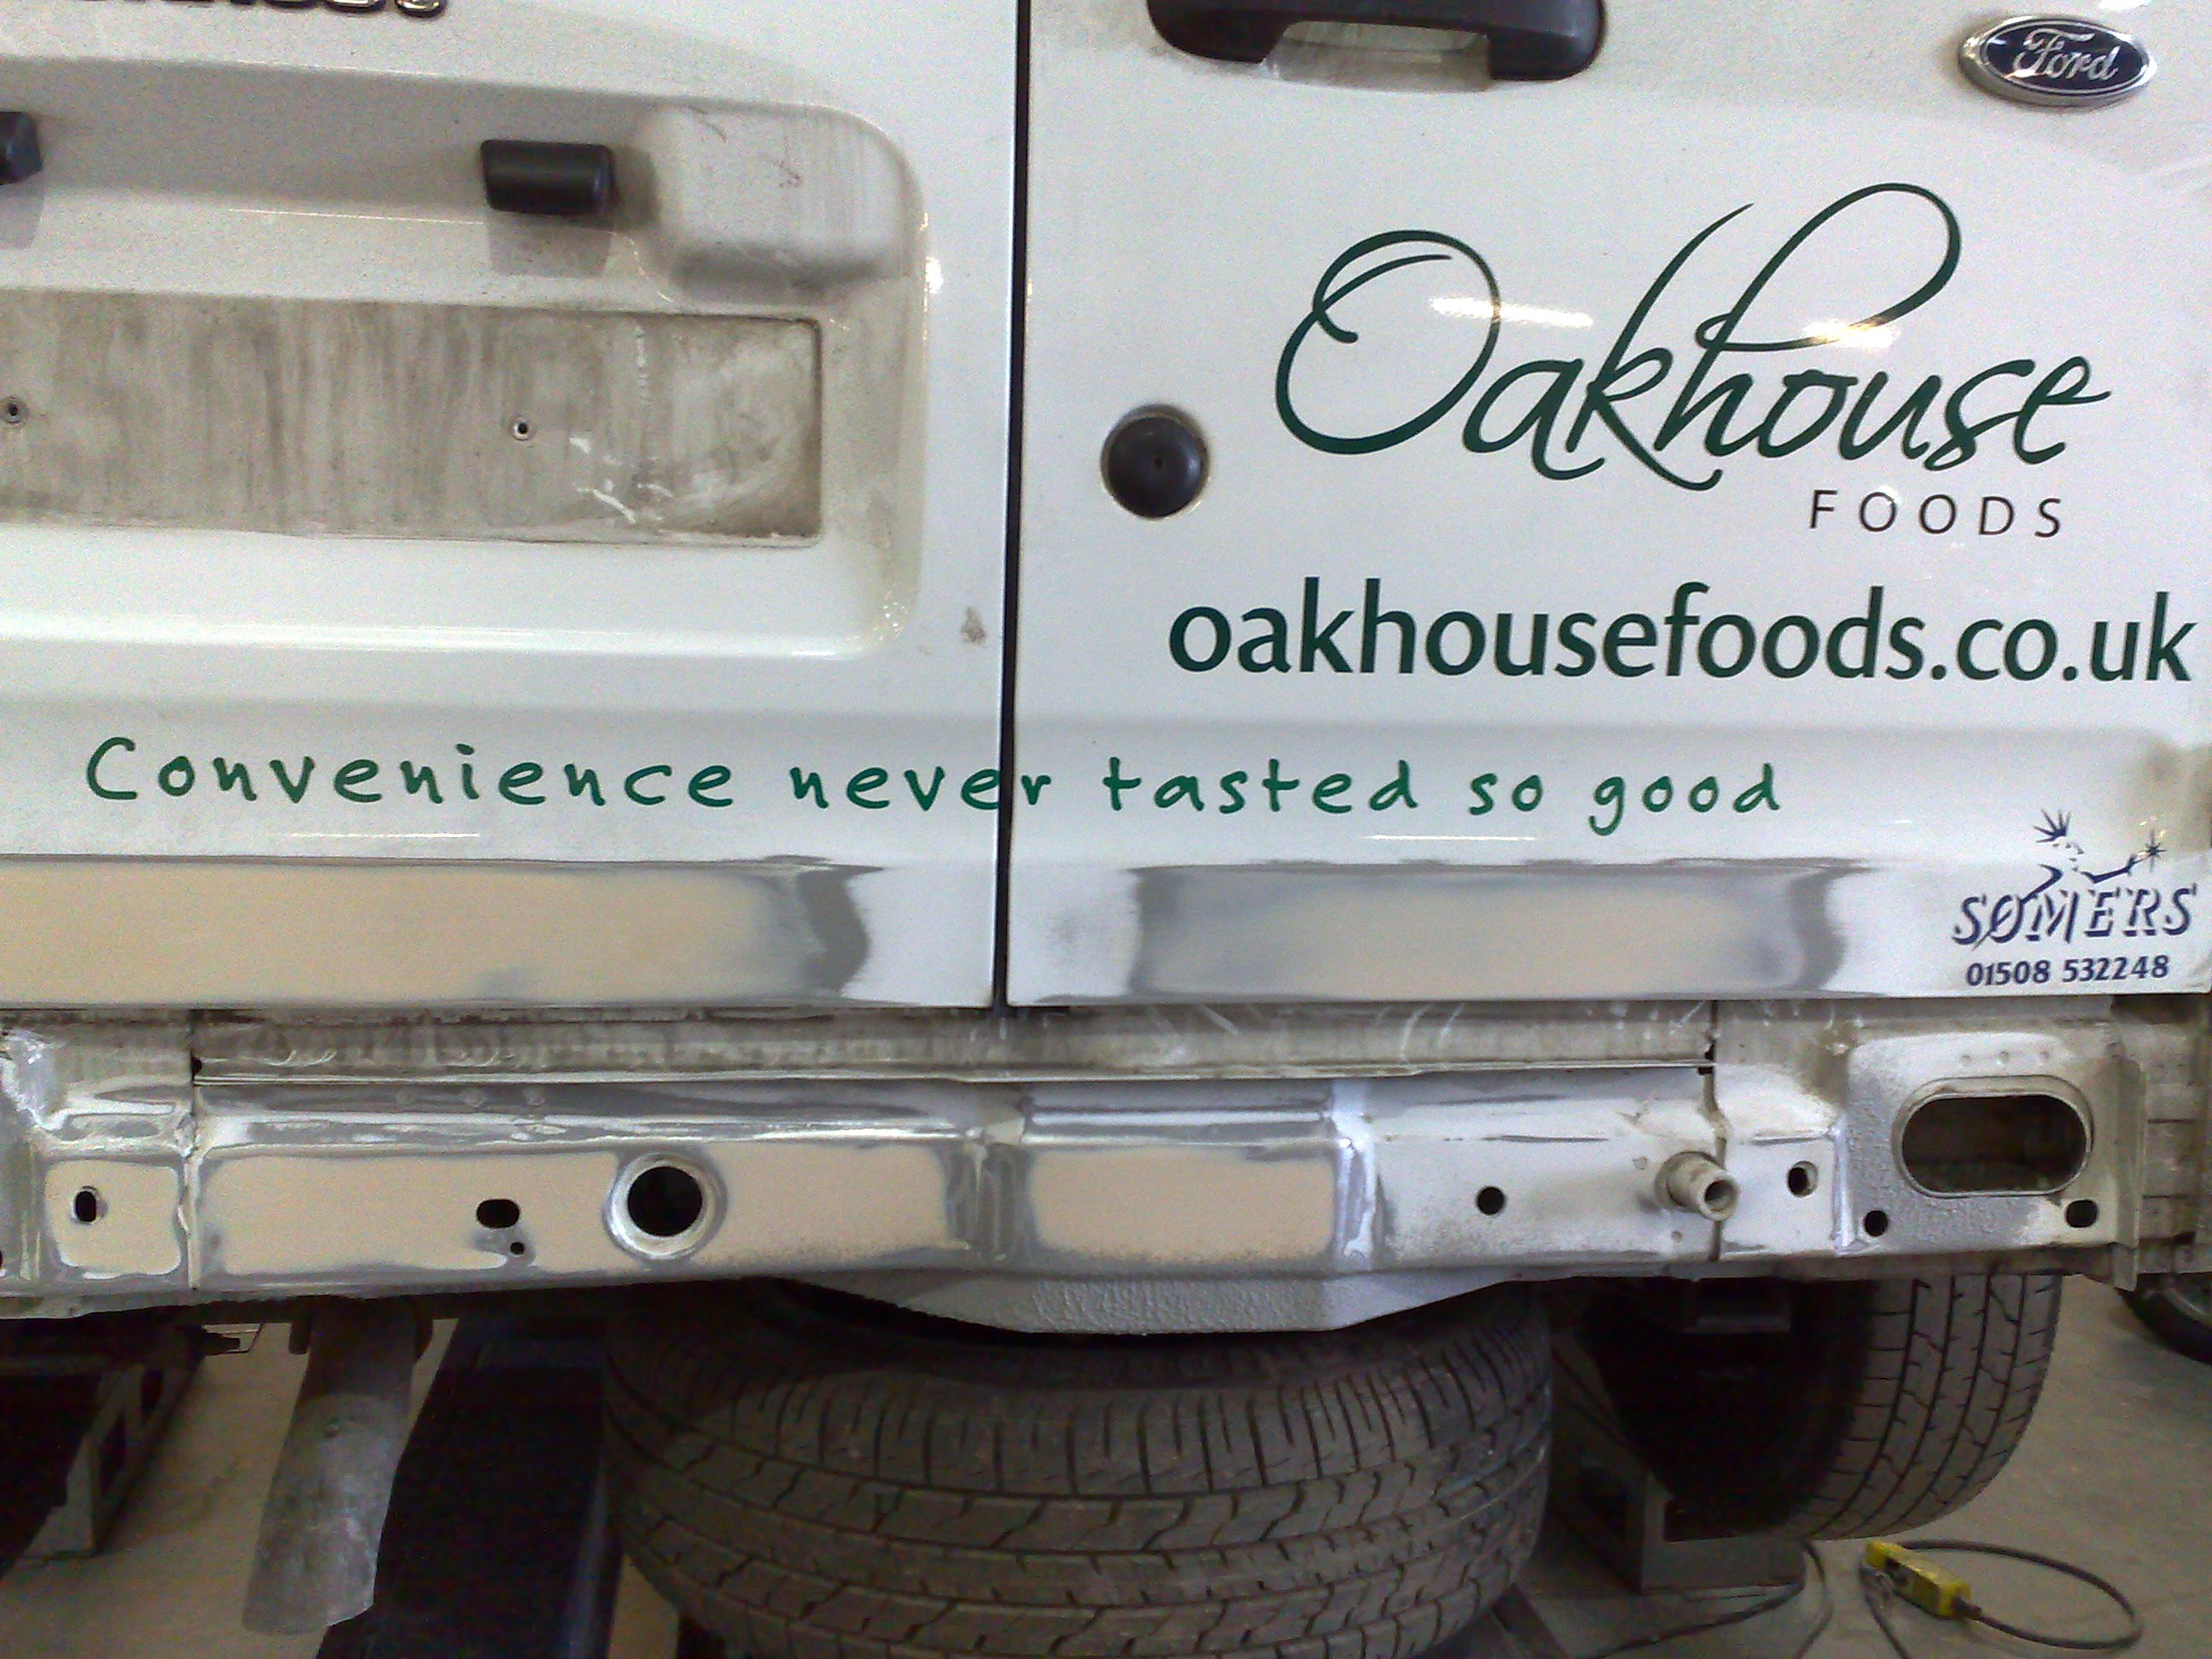 Ford
Oakhouse
FOODS
oakhousefoods.co.uk
Convenience never tasted so good
SOMERS
01508 532248